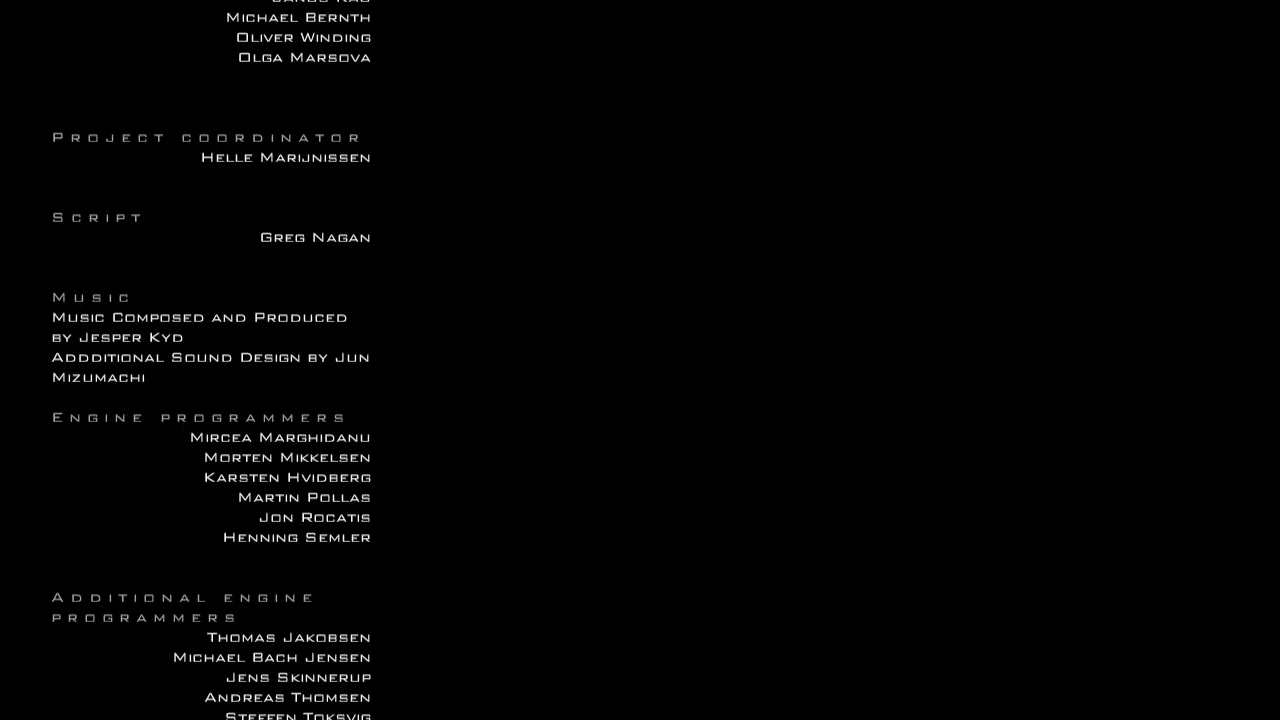 Michael Bernth
Oliver Winding
Olga Marsova
Project coordinator
Helle Marijnissen
Script
Greg Nagan
Music
Music Composed and Produced
by Jesper Kyd
Addditional Sound Design by Jun
Mizumachi
Engine programmers
Mircea Marghidanu
Morten Mikkelsen
Karsten Hvidberg
Martin Pollas
Jon Rocatis
Henning Semler
Additional engine
programmers
Thomas Jakobsen
Michael Bach Jensen
Jens Skinnerup
Andreas Thomsen
Steffen Toksvig